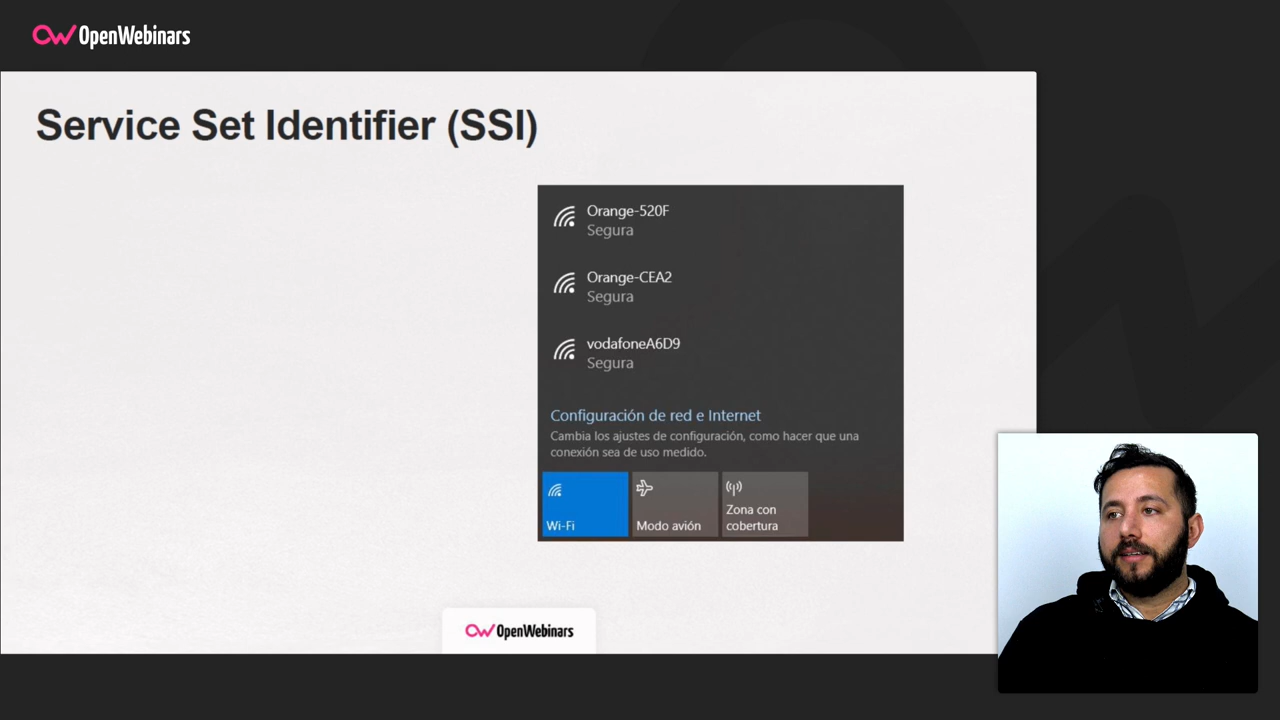 OpenWebinars
Service Set Identifier (SSI)
Orange-520F
Segura
Orange-CEA2
Segura
vodafoneA6D9
Segura
Configuración de red e Internet
Cambia los ajustes de configuración, como hacer que una
conexión sea de uso medido.
Wi-Fi
Modo avión
Zona con
cobertura
OpenWebinars